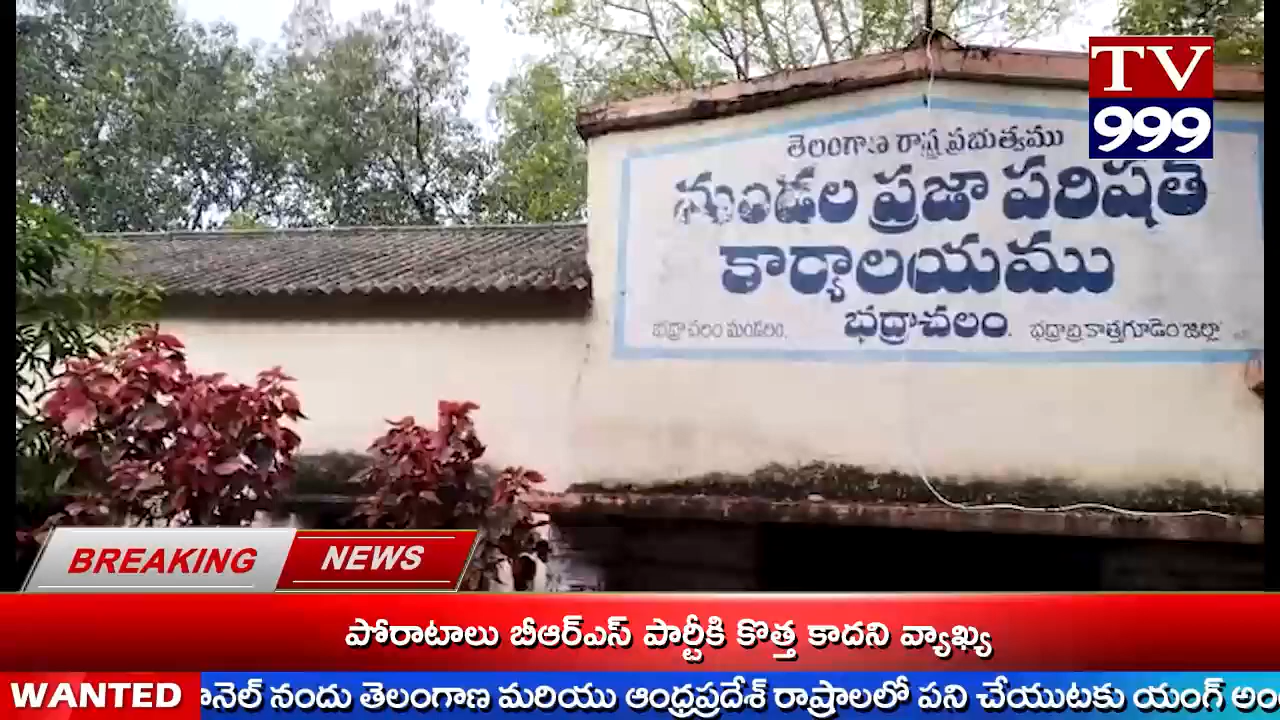 TV
999
తెలంగాణ రాష్ట్ర ప్రభుత్వము
మండల ప్రజా పరిషత్
కార్యాలయము
భద్రాచలం మండలం, భద్రాచలం. భద్రాద్రి కొత్తగూడెం జిల్లా
BREAKING NEWS
పోరాటాలు బీఆర్ఎస్ పార్టీకి కొత్త కాదని వ్యాఖ్య
WANTED నెల్ నందు తెలంగాణ మరియు ఆంధ్రప్రదేశ్ రాష్ట్రాలలో పని చేయుటకు యంగ్